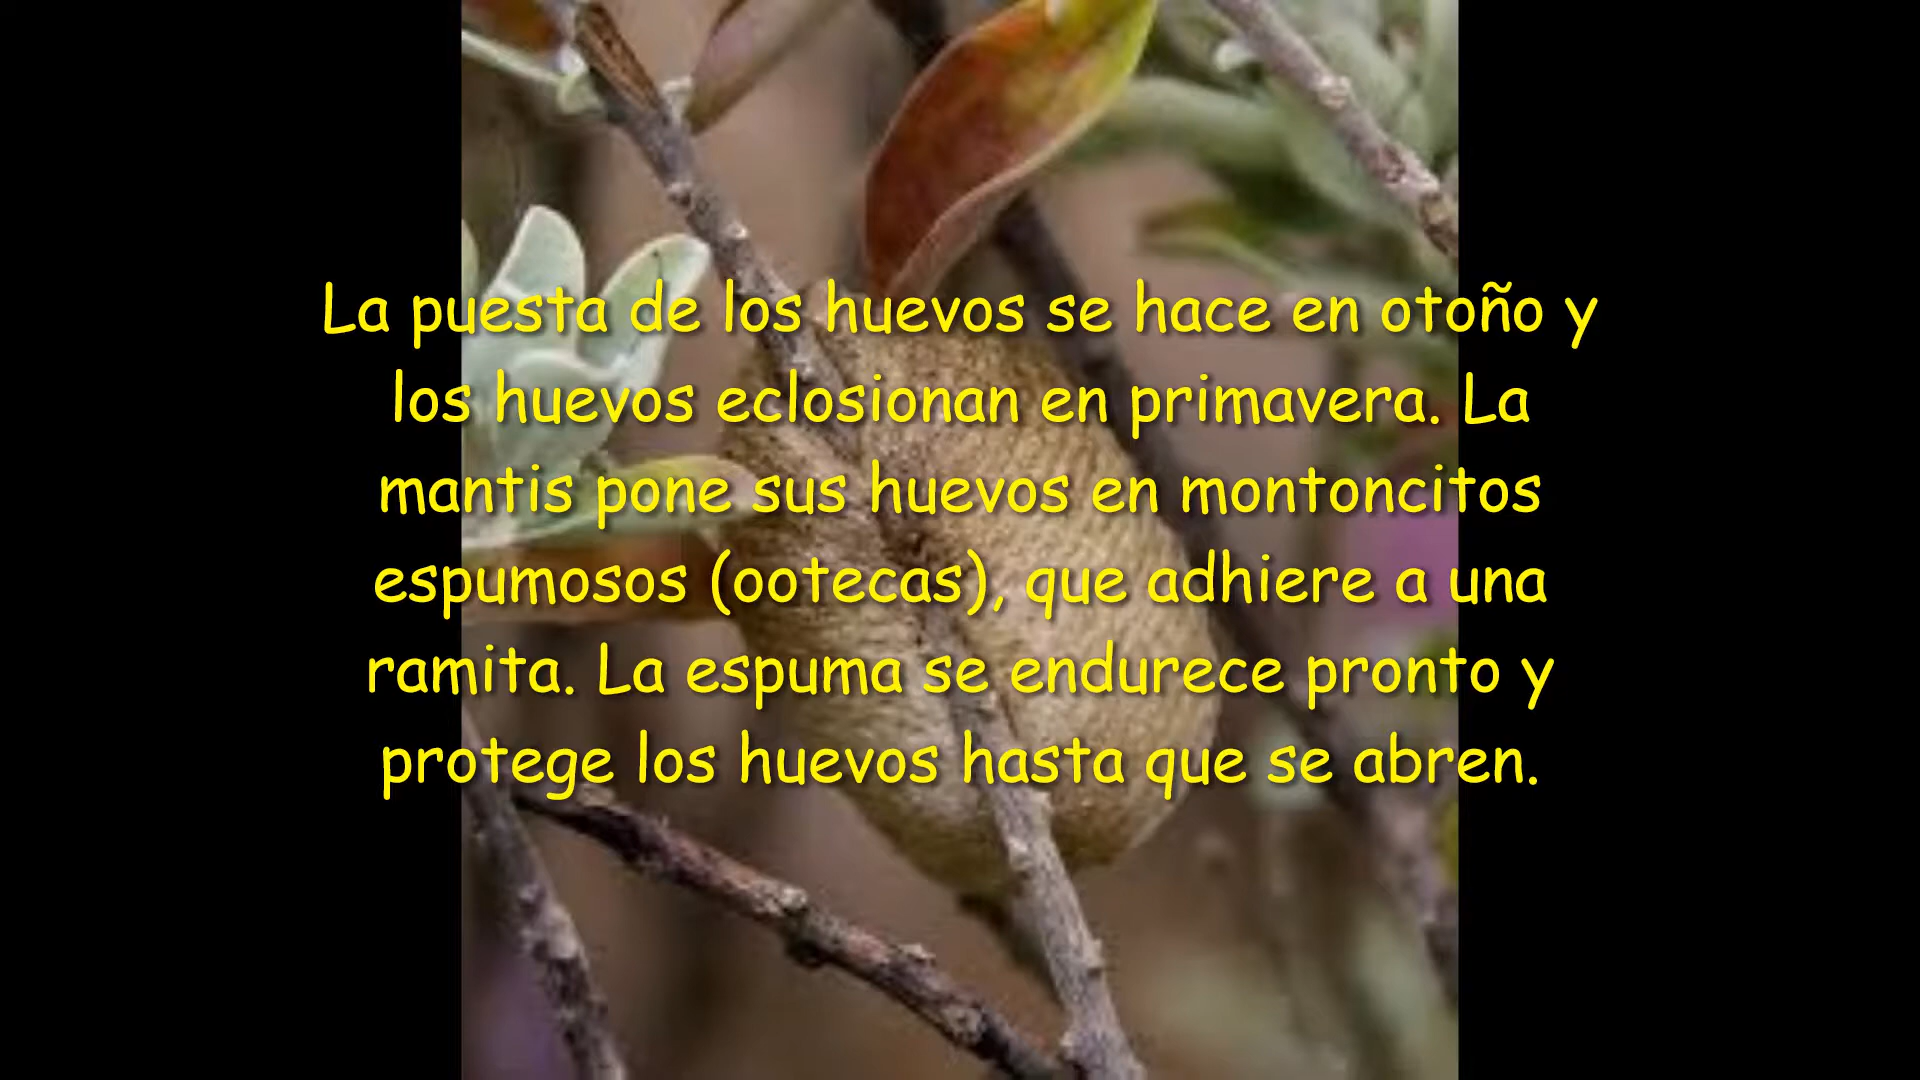 La puesta de los huevos se hace en otoño y
los huevos eclosionan en primavera. La
mantis pone sus huevos en montoncitos
espumosos (ootecas), que adhiere a una
ramita. La espuma se endurece pronto y
protege los huevos hasta que se abren.